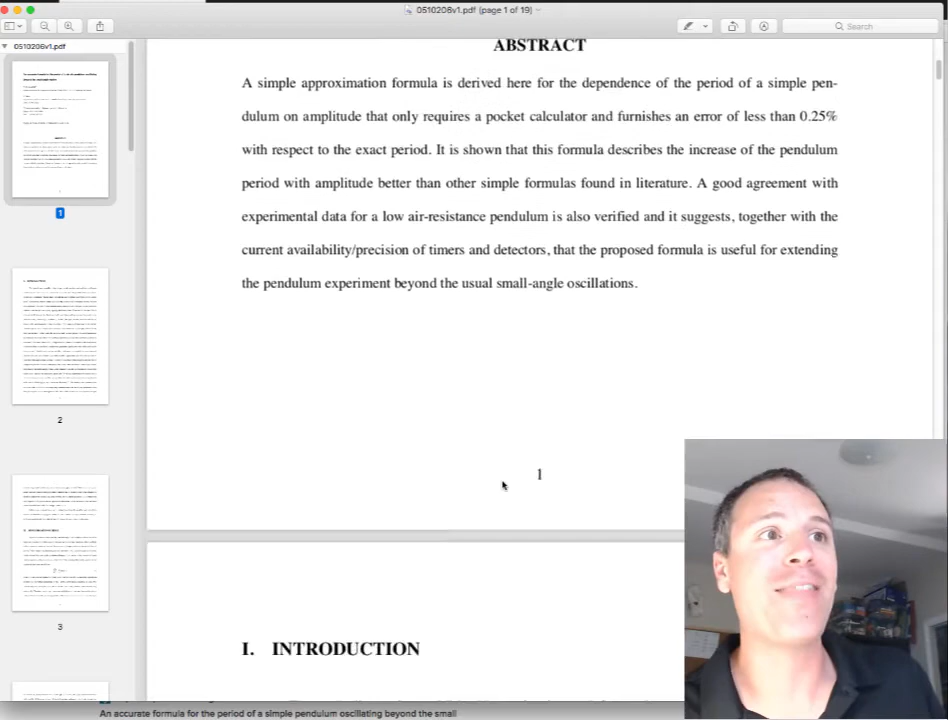 0510206v1.pdf (page 1 of 19)
Search
0510206v1.pdf
1
2
3
ABSTRACT
A simple approximation formula is derived here for the dependence of the period of a simple pen-
dulum on amplitude that only requires a pocket calculator and furnishes an error of less than 0.25%
with respect to the exact period. It is shown that this formula describes the increase of the pendulum
period with amplitude better than other simple formulas found in literature. A good agreement with
experimental data for a low air-resistance pendulum is also verified and it suggests, together with the
current availability/precision of timers and detectors, that the proposed formula is useful for extending
the pendulum experiment beyond the usual small-angle oscillations.
1
I. INTRODUCTION
An accurate formula for the period of a simple pendulum oscillating beyond the small